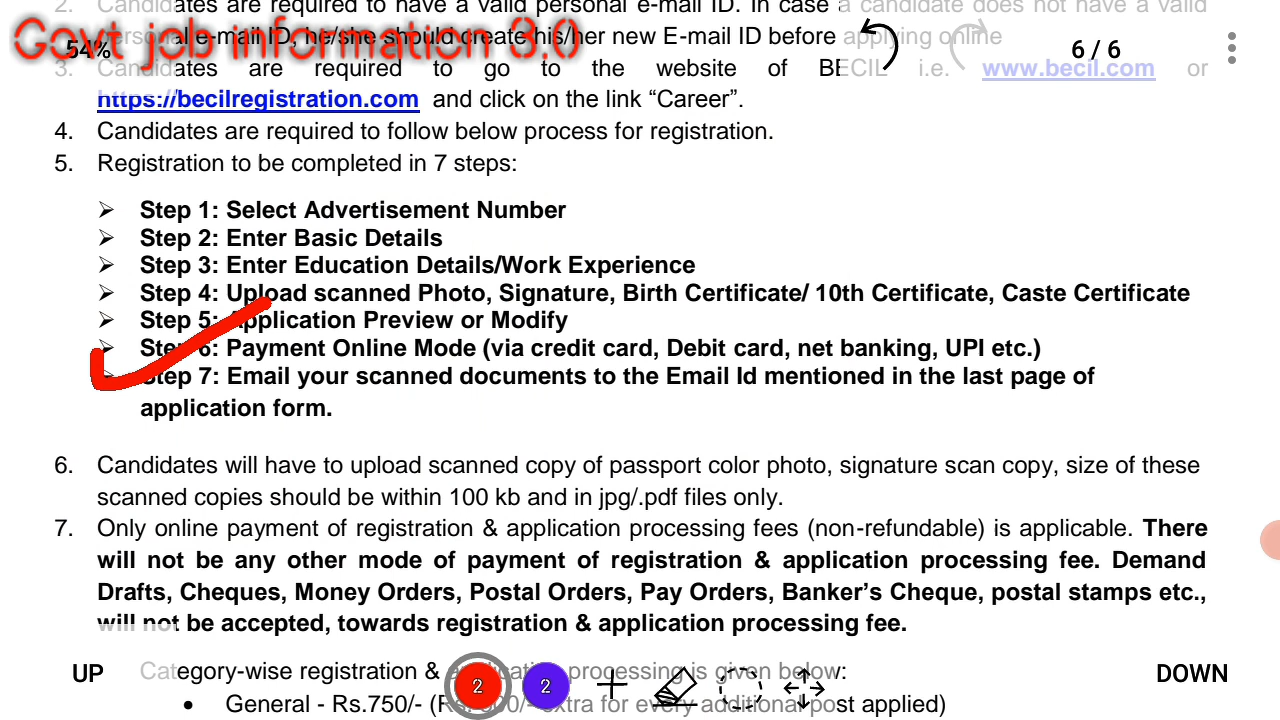 2. Candidates are required to have a valid personal e-mail ID. In case a candidate does not have a valid
Govt job information 3.0
54%
personal e-mail ID, he/she should create his/her new E-mail ID before applying online
6 / 6
3. Candidates are required to go to the website of BECIL i.e. www.becil.com or
https://becilregistration.com and click on the link “Career”.
4. Candidates are required to follow below process for registration.
5. Registration to be completed in 7 steps:
➢ Step 1: Select Advertisement Number
➢ Step 2: Enter Basic Details
➢ Step 3: Enter Education Details/Work Experience
➢ Step 4: Upload scanned Photo, Signature, Birth Certificate/ 10th Certificate, Caste Certificate
➢ Step 5: Application Preview or Modify
➢ Step 6: Payment Online Mode (via credit card, Debit card, net banking, UPI etc.)
➢ Step 7: Email your scanned documents to the Email Id mentioned in the last page of
application form.
6. Candidates will have to upload scanned copy of passport color photo, signature scan copy, size of these
scanned copies should be within 100 kb and in jpg/.pdf files only.
7. Only online payment of registration & application processing fees (non-refundable) is applicable. There
will not be any other mode of payment of registration & application processing fee. Demand
Drafts, Cheques, Money Orders, Postal Orders, Pay Orders, Banker’s Cheque, postal stamps etc.,
will not be accepted, towards registration & application processing fee.
UP
Category-wise registration & application processing is given below:
DOWN
2
2
• General - Rs.750/- ( extra for every additional post applied)